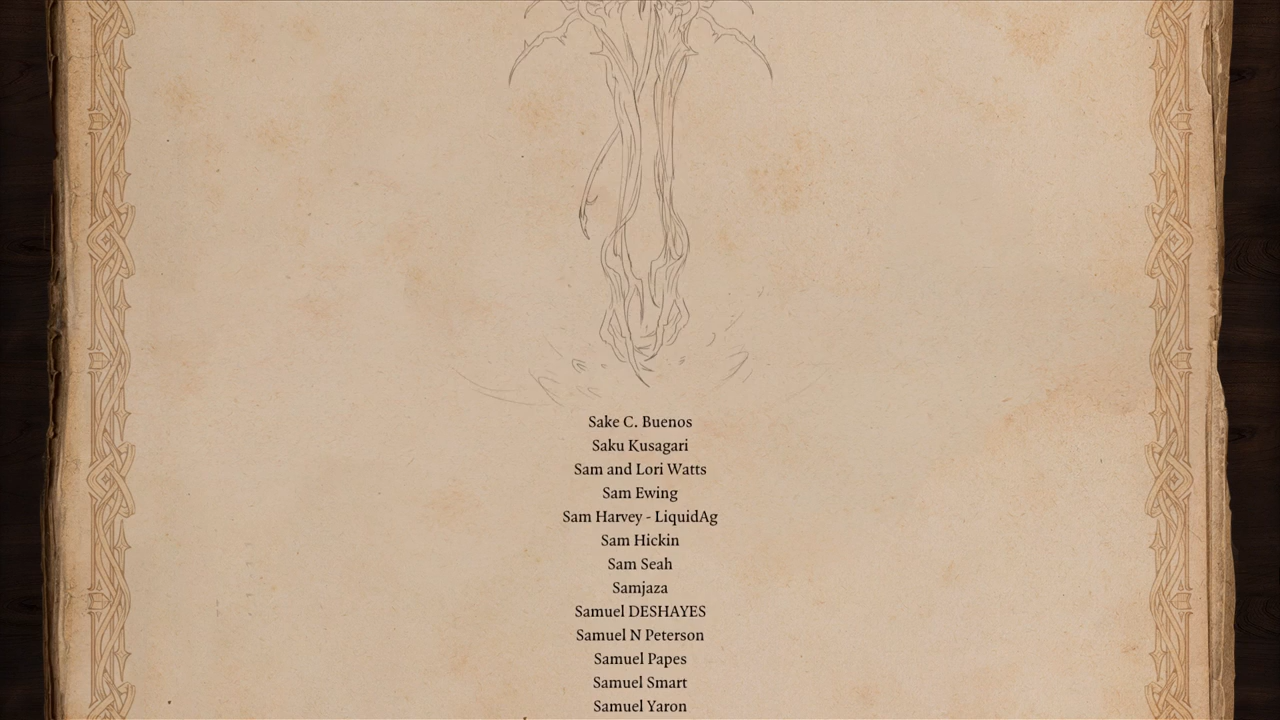 Sake C. Buenos
Saku Kusagari
Sam and Lori Watts
Sam Ewing
Sam Harvey - LiquidAg
Sam Hickin
Sam Seah
Samjaza
Samuel DESHAYES
Samuel N Peterson
Samuel Papes
Samuel Smart
Samuel Yaron